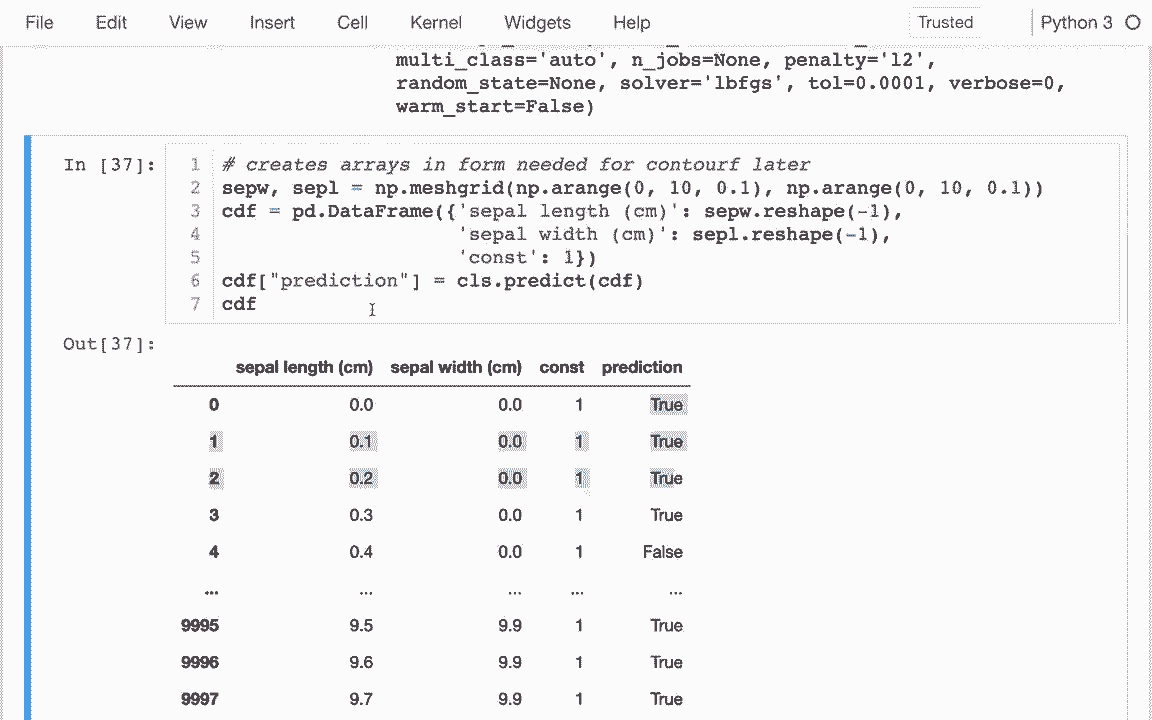 File Edit View Insert Cell Kernel Widgets Help Trusted Python 3
multi_class='auto', n_jobs=None, penalty='l2',
random_state=None, solver='lbfgs', tol=0.0001, verbose=0,
warm_start=False)
In [37]:
1 # creates arrays in form needed for contourf later
2 sepw, sepl = np.meshgrid(np.arange(0, 10, 0.1), np.arange(0, 10, 0.1))
3 cdf = pd.DataFrame({'sepal length (cm)': sepw.reshape(-1),
4 'sepal width (cm)': sepl.reshape(-1),
5 'const': 1})
6 cdf["prediction"] = cls.predict(cdf)
7 cdf
Out[37]:
sepal length (cm) sepal width (cm) const prediction
0 0.0 0.0 1 True
1 0.1 0.0 1 True
2 0.2 0.0 1 True
3 0.3 0.0 1 True
4 0.4 0.0 1 False
... ... ... ... ...
9995 9.5 9.9 1 True
9996 9.6 9.9 1 True
9997 9.7 9.9 1 True